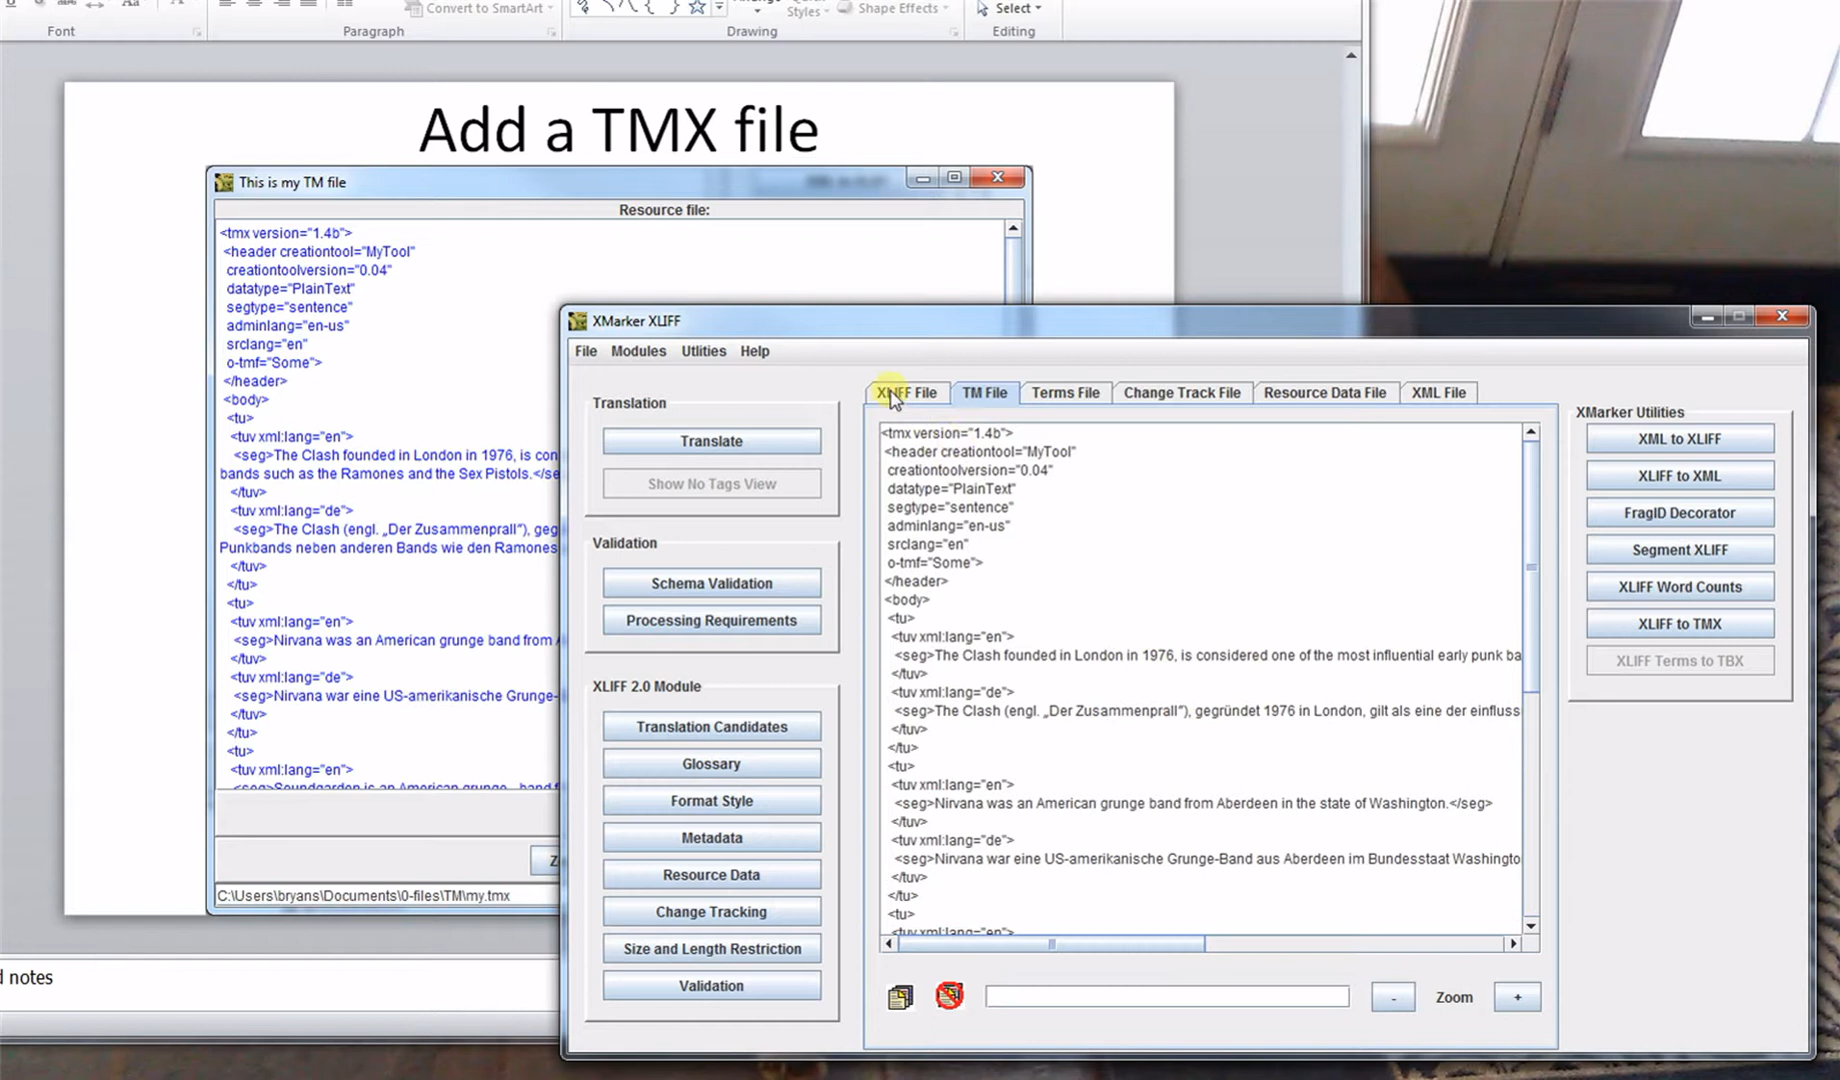 Convert to SmartArt
Styles
Shape Effects
Select
Font
Paragraph
Drawing
Editing
Add a TMX file
This is my TM file
Resource file:
<tmx version="1.4b">
<header creationtool="MyTool"
creationtoolversion="0.04"
datatype="PlainText"
segtype="sentence"
adminlang="en-us"
srclang="en"
o-tmf="Some">
</header>
<body>
<tu>
<tuv xml:lang="en">
<seg>The Clash founded in London in 1976, is con
bands such as the Ramones and the Sex Pistols.</se
</tuv>
<tuv xml:lang="de">
<seg>The Clash (engl. „Der Zusammenprall"), geg
Punkbands neben anderen Bands wie den Ramones
</tuv>
</tu>
<tu>
<tuv xml:lang="en">
<seg>Nirvana was an American grunge band from A
</tuv>
<tuv xml:lang="de">
<seg>Nirvana war eine US-amerikanische Grunge-
</tuv>
</tu>
<tu>
<tuv xml:lang="en">
<seg>Soundgarden is an American grunge band f
Z
C:\Users\bryans\Documents\0-files\TM\my.tmx
d notes
XMarker XLIFF
File Modules Utlities Help
Translation
Translate
Show No Tags View
Validation
Schema Validation
Processing Requirements
XLIFF 2.0 Module
Translation Candidates
Glossary
Format Style
Metadata
Resource Data
Change Tracking
Size and Length Restriction
Validation
XLIFF File TM File Terms File Change Track File Resource Data File XML File
<tmx version="1.4b">
<header creationtool="MyTool"
creationtoolversion="0.04"
datatype="PlainText"
segtype="sentence"
adminlang="en-us"
srclang="en"
o-tmf="Some">
</header>
<body>
<tu>
<tuv xml:lang="en">
<seg>The Clash founded in London in 1976, is considered one of the most influential early punk ba
</tuv>
<tuv xml:lang="de">
<seg>The Clash (engl. „Der Zusammenprall"), gegründet 1976 in London, gilt als eine der einfluss
</tuv>
</tu>
<tu>
<tuv xml:lang="en">
<seg>Nirvana was an American grunge band from Aberdeen in the state of Washington.</seg>
</tuv>
<tuv xml:lang="de">
<seg>Nirvana war eine US-amerikanische Grunge-Band aus Aberdeen im Bundesstaat Washingto
</tuv>
</tu>
<tu>
<tuv xml:lang="en">
- Zoom +
XMarker Utilities
XML to XLIFF
XLIFF to XML
FragID Decorator
Segment XLIFF
XLIFF Word Counts
XLIFF to TMX
XLIFF Terms to TBX